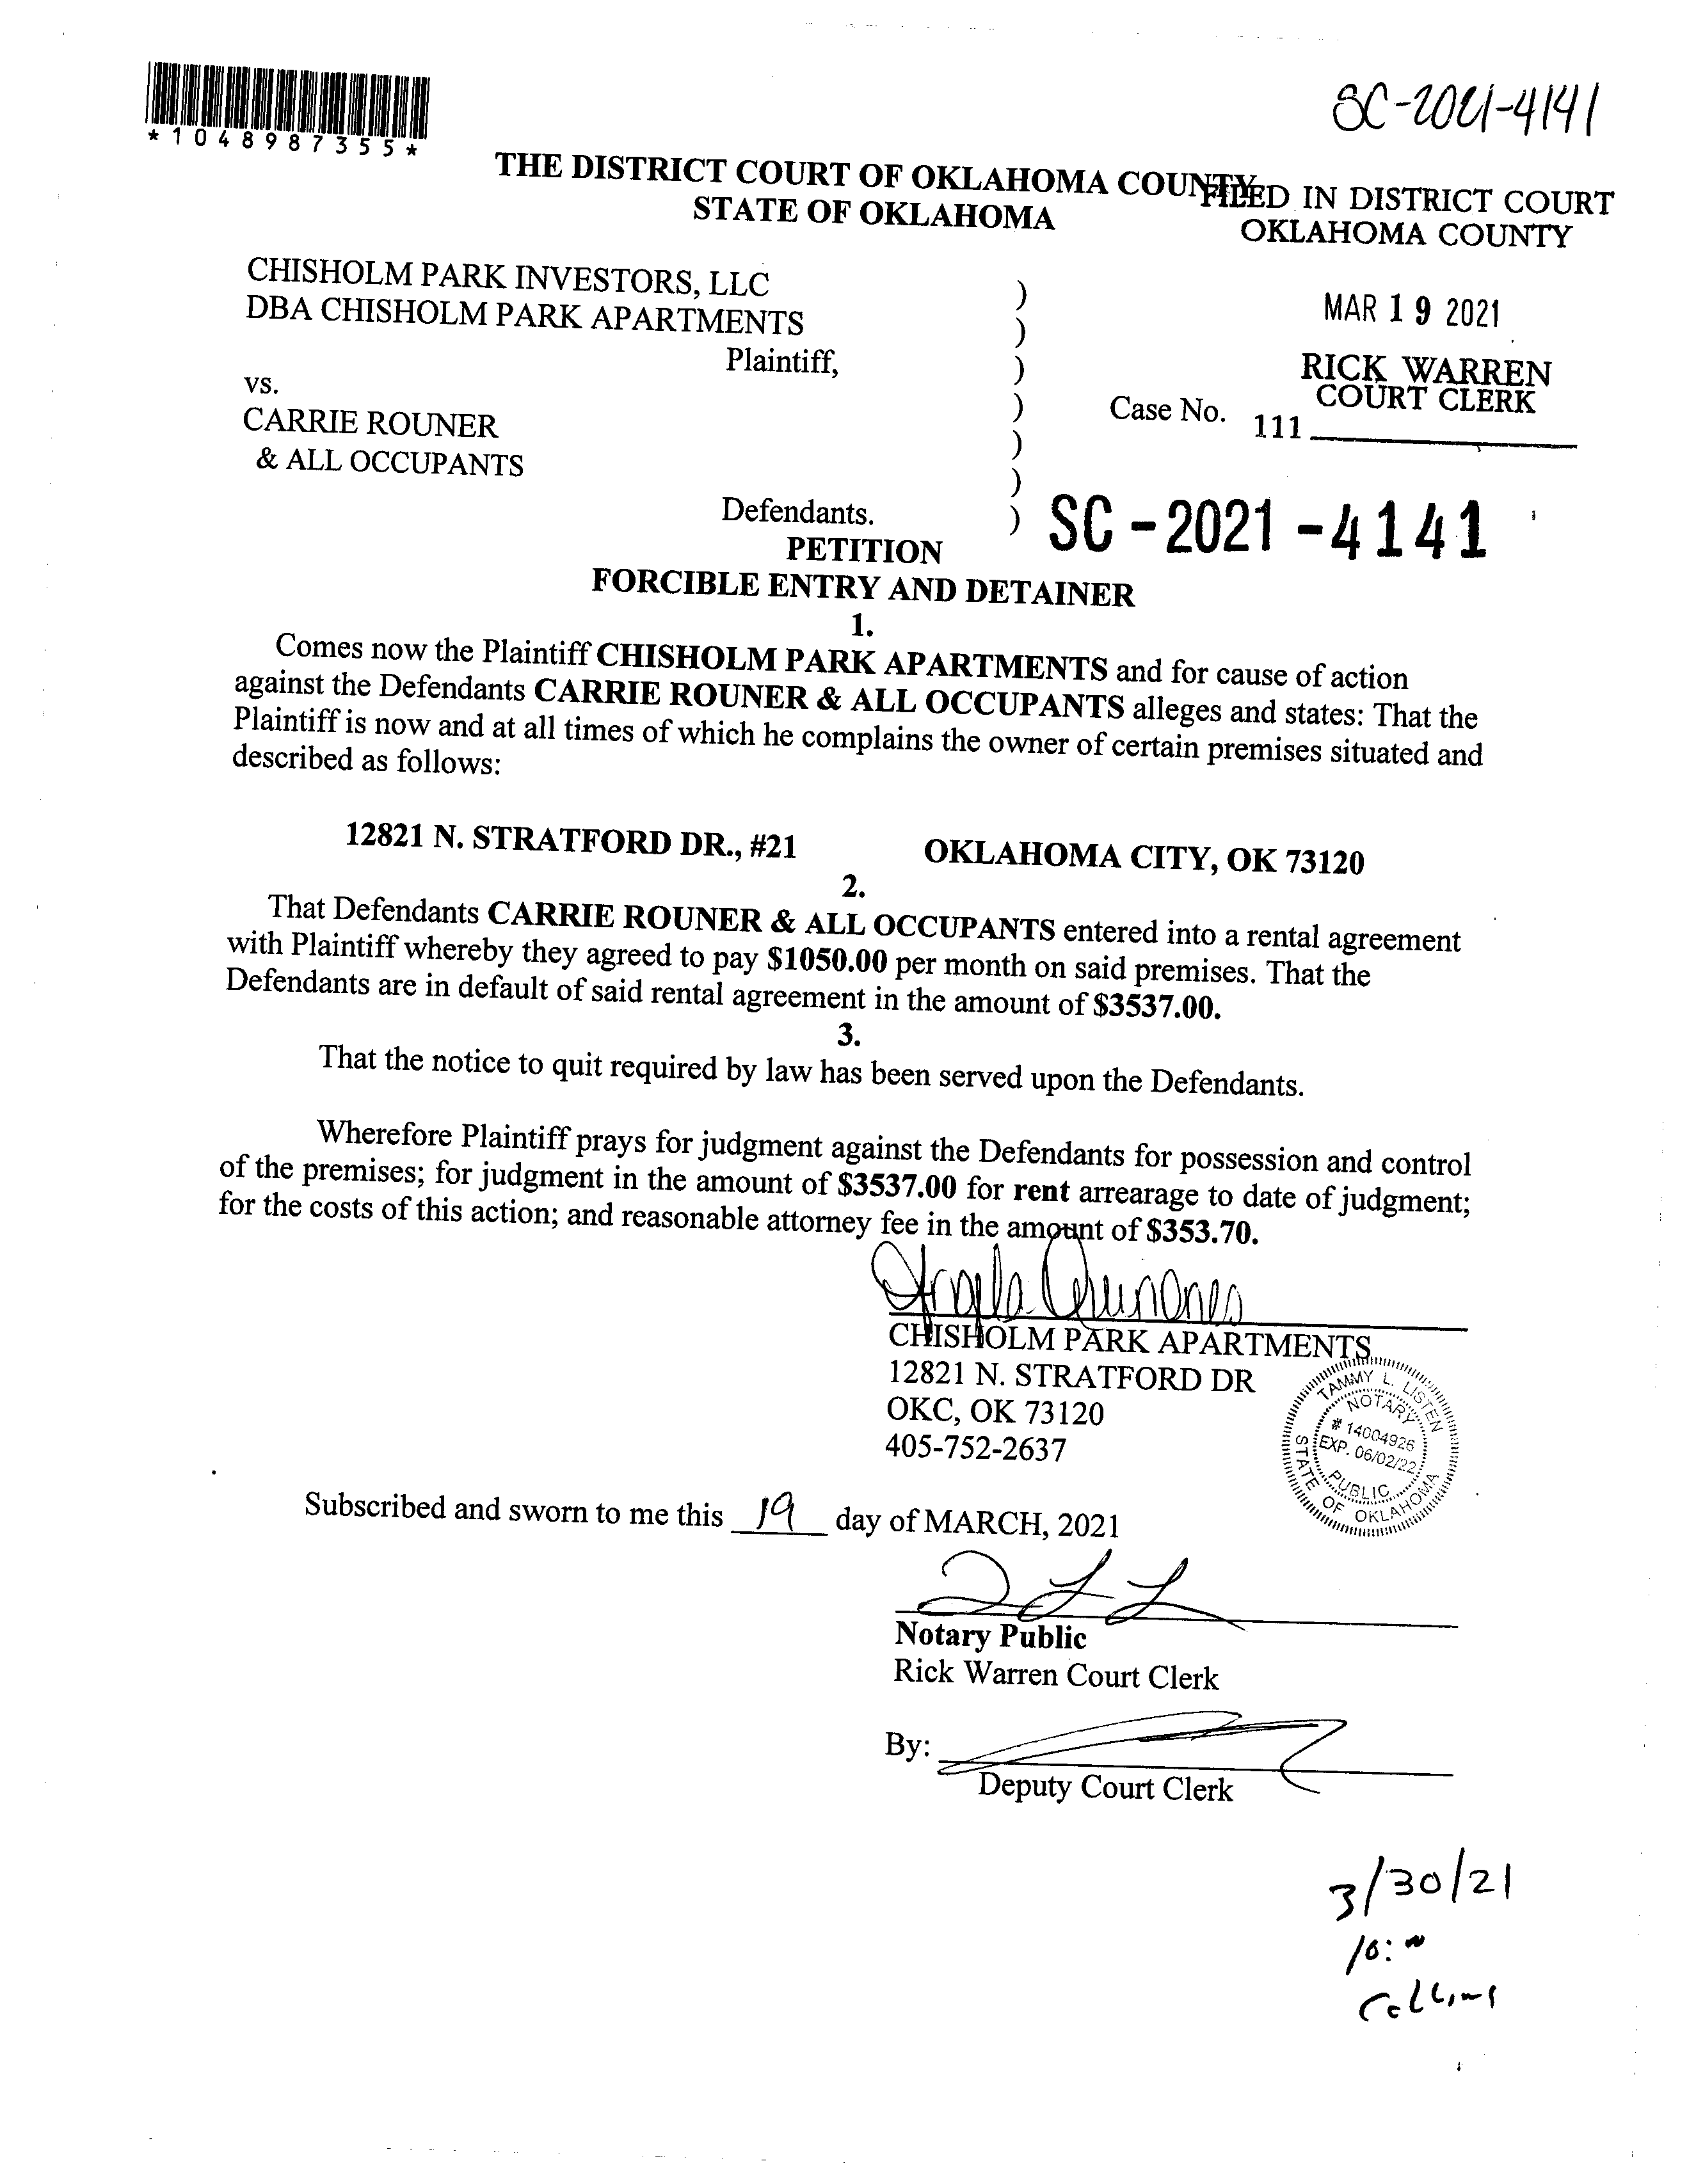 *1048987355*
SC-2021-4141
THE DISTRICT COURT OF OKLAHOMA COUNTY
STATE OF OKLAHOMA
FILED IN DISTRICT COURT
OKLAHOMA COUNTY
CHISHOLM PARK INVESTORS, LLC )
DBA CHISHOLM PARK APARTMENTS )
MAR 19 2021
Plaintiff, )
RICK WARREN
COURT CLERK
vs. )
CARRIE ROUNER )
Case No. 111
& ALL OCCUPANTS )
Defendants. )
SC-2021-4141
PETITION
FORCIBLE ENTRY AND DETAINER
1.
Comes now the Plaintiff CHISHOLM PARK APARTMENTS and for cause of action
against the Defendants CARRIE ROUNER & ALL OCCUPANTS alleges and states: That the
Plaintiff is now and at all times of which he complains the owner of certain premises situated and
described as follows:
12821 N. STRATFORD DR., #21 OKLAHOMA CITY, OK 73120
2.
That Defendants CARRIE ROUNER & ALL OCCUPANTS entered into a rental agreement
with Plaintiff whereby they agreed to pay $1050.00 per month on said premises. That the
Defendants are in default of said rental agreement in the amount of $3537.00.
3.
That the notice to quit required by law has been served upon the Defendants.
Wherefore Plaintiff prays for judgment against the Defendants for possession and control
of the premises; for judgment in the amount of $3537.00 for rent arrearage to date of judgment;
for the costs of this action; and reasonable attorney fee in the amount of $353.70.
Angela Quinones
CHISHOLM PARK APARTMENTS
12821 N. STRATFORD DR
OKC, OK 73120
405-752-2637
TAMMY L. LISTEN
NOTARY
# 14004926
EXP. 06/02/22
PUBLIC
STATE OF OKLAHOMA
Subscribed and sworn to me this 19 day of MARCH, 2021
Notary Public
Rick Warren Court Clerk
By:
Deputy Court Clerk
3/30/21
10:
Collins